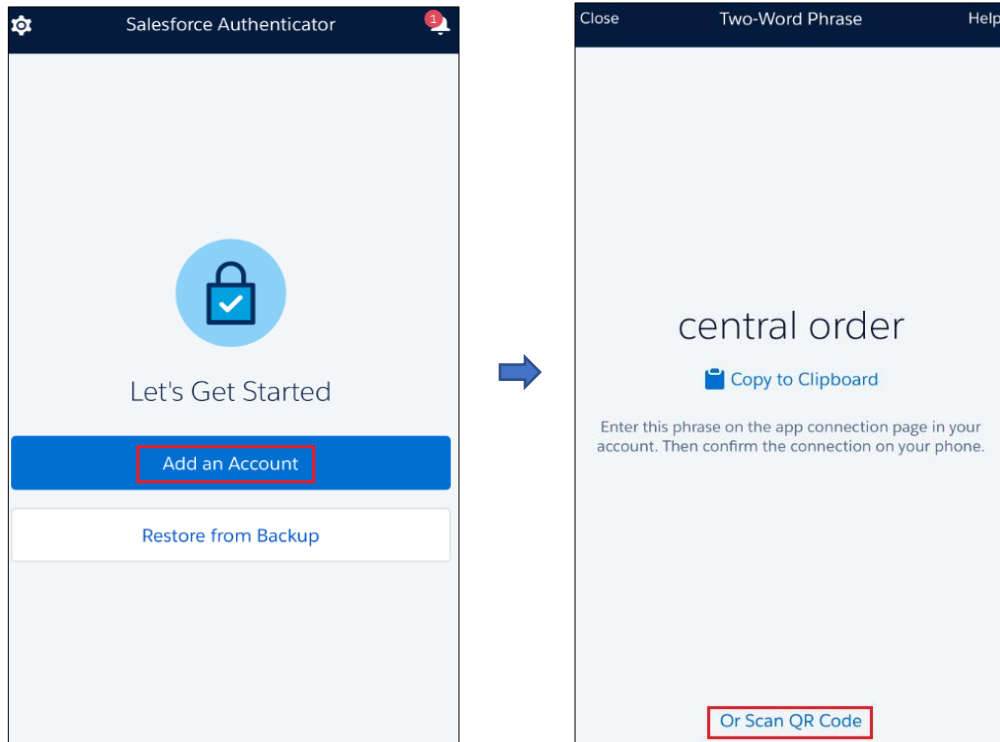 Salesforce Authenticator
1
Let's Get Started
Add an Account
Restore from Backup
Close
Two-Word Phrase
Help
central order
Copy to Clipboard
Enter this phrase on the app connection page in your
account. Then confirm the connection on your phone.
Or Scan QR Code